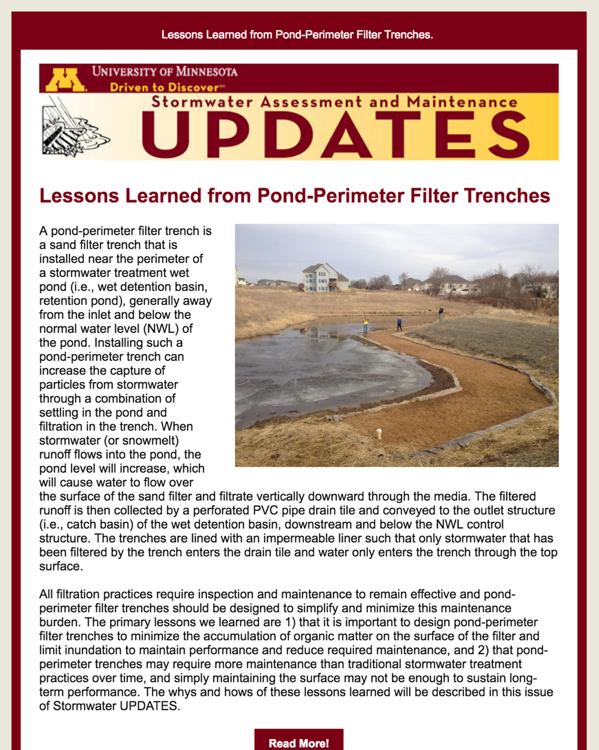 Lessons Learned from Pond-Perimeter Filter Trenches.
UNIVERSITY OF MINNESOTA
Driven to Discover℠
Stormwater Assessment and Maintenance
UPDATES
Lessons Learned from Pond-Perimeter Filter Trenches
A pond-perimeter filter trench is
a sand filter trench that is
installed near the perimeter of
a stormwater treatment wet
pond (i.e., wet detention basin,
retention pond), generally away
from the inlet and below the
normal water level (NWL) of
the pond. Installing such a
pond-perimeter trench can
increase the capture of
particles from stormwater
through a combination of
settling in the pond and
filtration in the trench. When
stormwater (or snowmelt)
runoff flows into the pond, the
pond level will increase, which
will cause water to flow over
the surface of the sand filter and filtrate vertically downward through the media. The filtered
runoff is then collected by a perforated PVC pipe drain tile and conveyed to the outlet structure
(i.e., catch basin) of the wet detention basin, downstream and below the NWL control
structure. The trenches are lined with an impermeable liner such that only stormwater that has
been filtered by the trench enters the drain tile and water only enters the trench through the top
surface.
All filtration practices require inspection and maintenance to remain effective and pond-
perimeter filter trenches should be designed to simplify and minimize this maintenance
burden. The primary lessons we learned are 1) that it is important to design pond-perimeter
filter trenches to minimize the accumulation of organic matter on the surface of the filter and
limit inundation to maintain performance and reduce required maintenance, and 2) that pond-
perimeter trenches may require more maintenance than traditional stormwater treatment
practices over time, and simply maintaining the surface may not be enough to sustain long-
term performance. The whys and hows of these lessons learned will be described in this issue
of Stormwater UPDATES.
Read More!